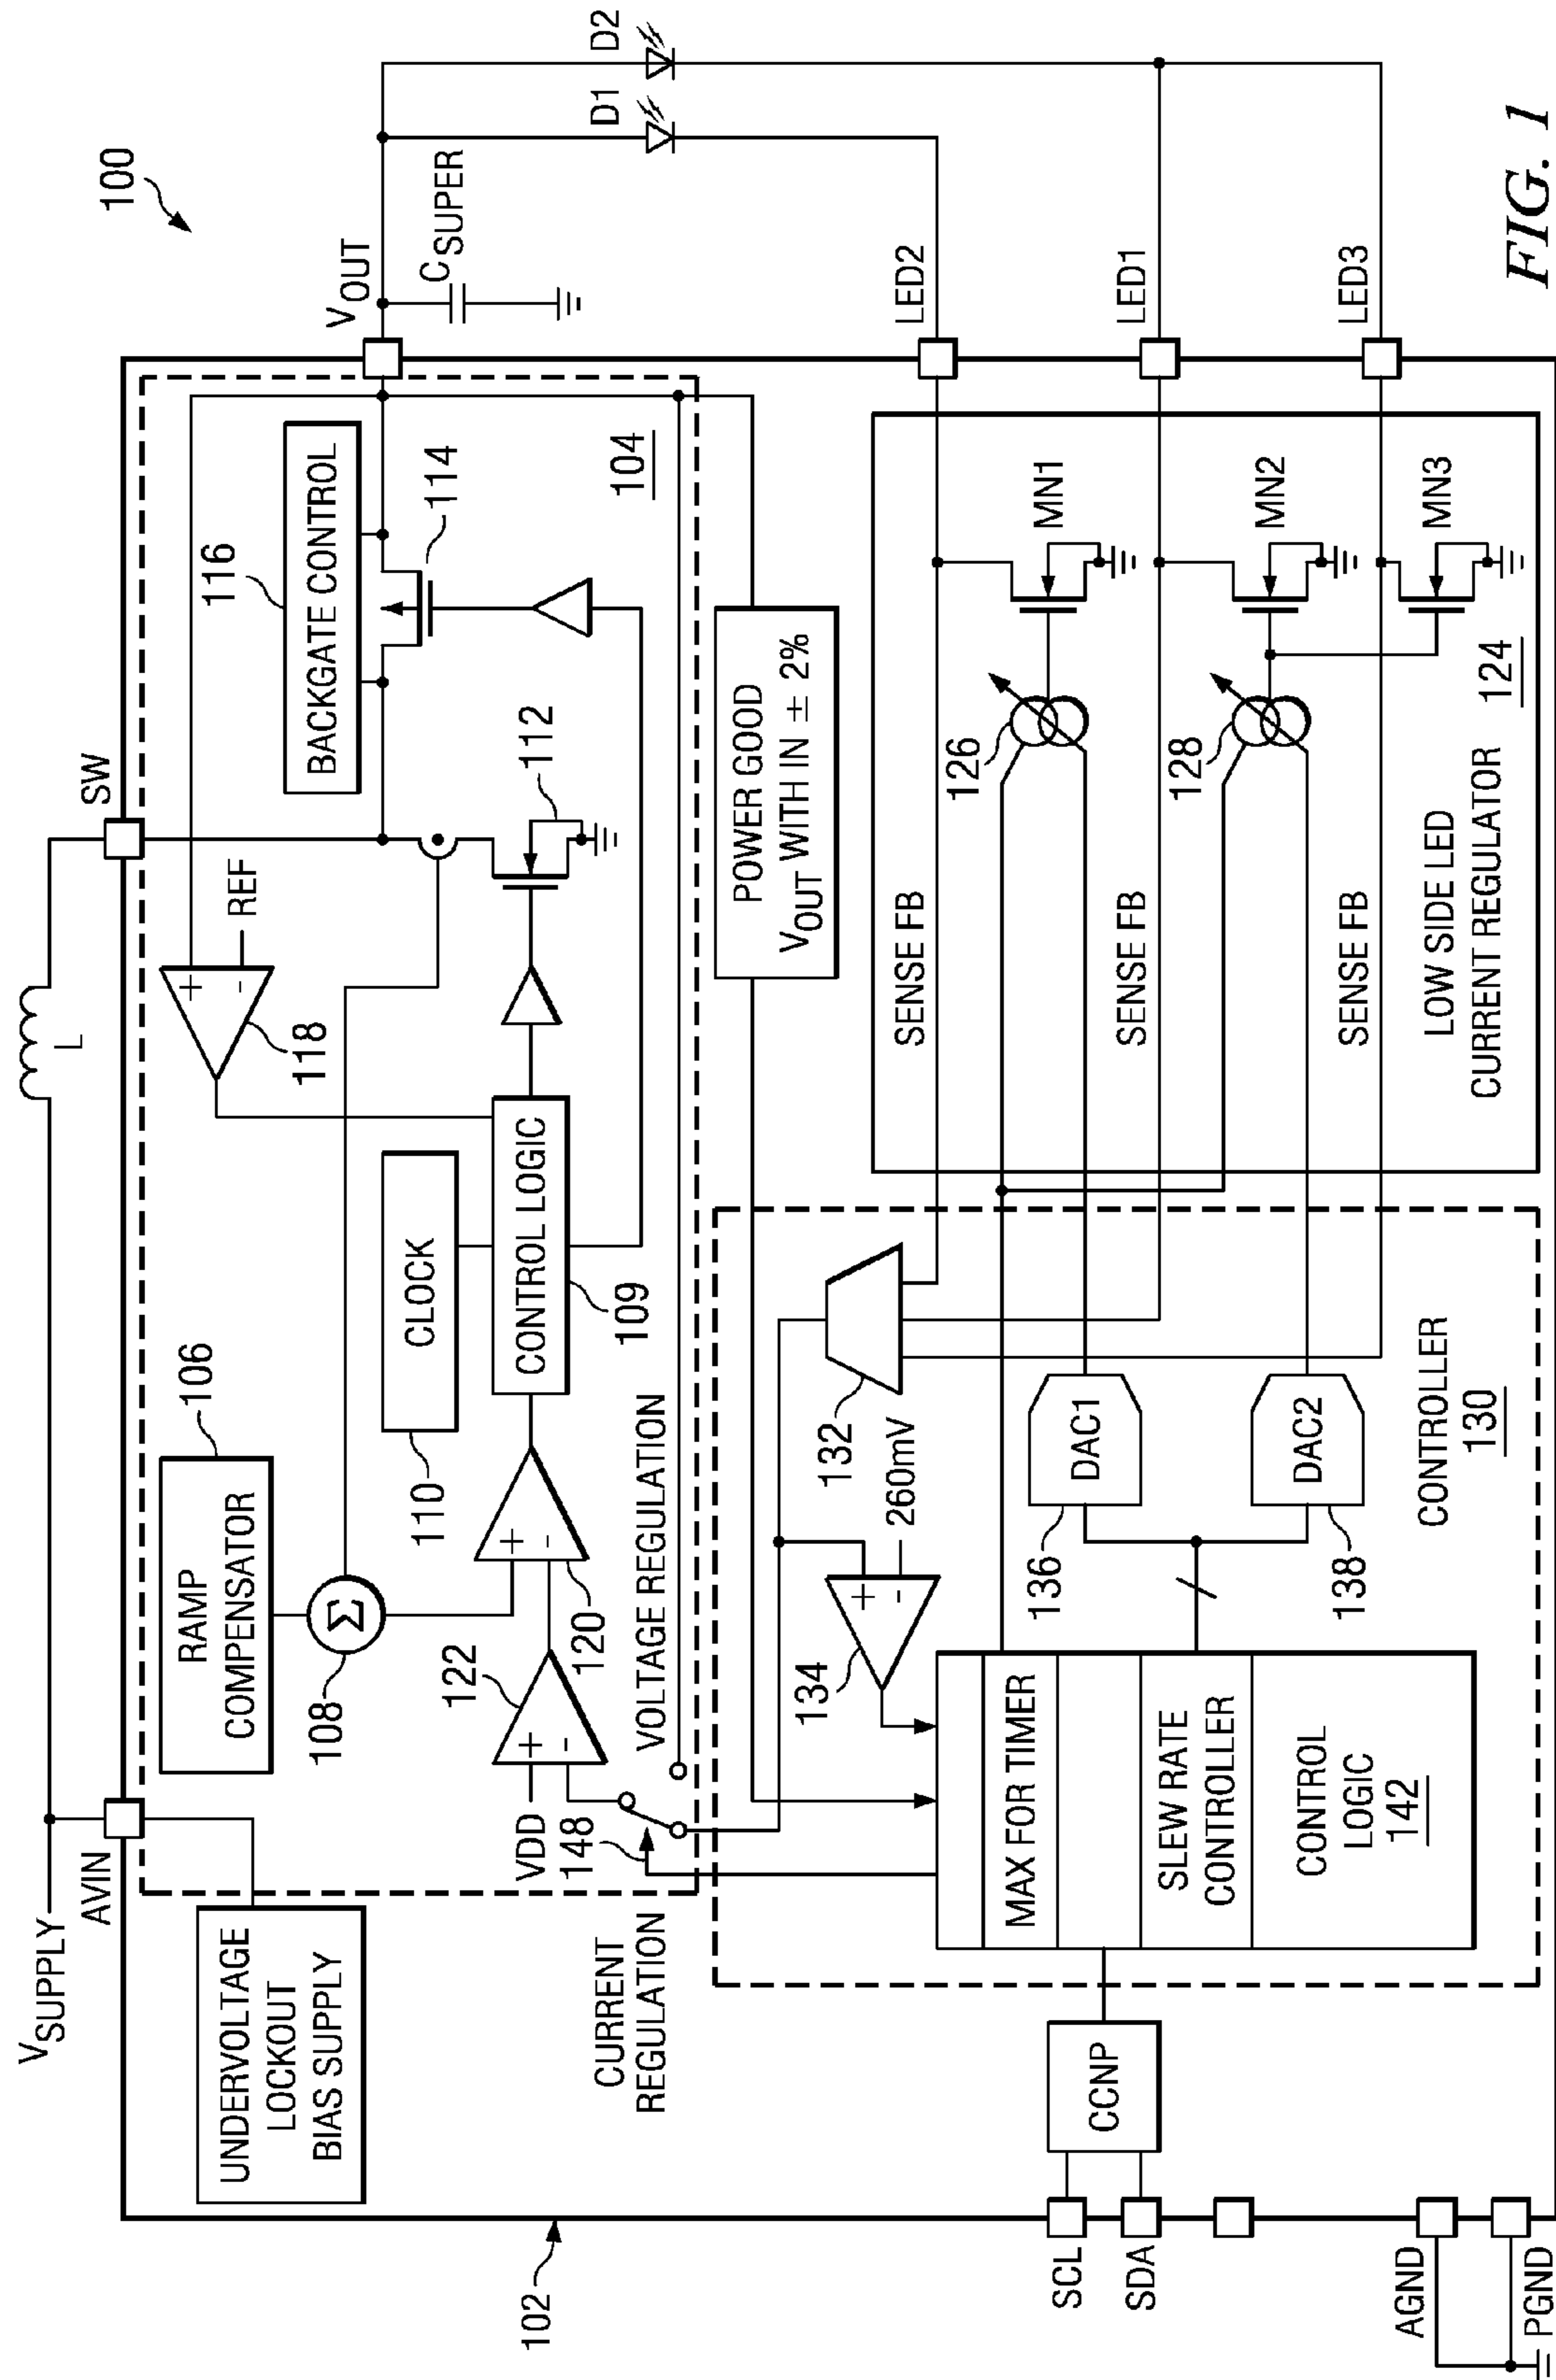 100
V_SUPPLY
L
AVIN
SW
UNDERVOLTAGE
LOCKOUT
BIAS SUPPLY
RAMP
COMPENSATOR
106
108
118
REF
116
BACKGATE CONTROL
V_OUT
C_SUPER
D1
D2
CLOCK
110
112
114
VDD
+
-
122
+
-
120
+
-
CONTROL LOGIC
109
104
148
VOLTAGE REGULATION
CURRENT
REGULATION
POWER GOOD
V_OUT WITH IN ± 2%
102
134
+
-
260mV
132
SENSE FB
LED2
MN1
126
MAX FOR TIMER
SLEW RATE
CONTROLLER
CONTROL
LOGIC
142
136
DAC1
SENSE FB
LED1
128
MN2
138
DAC2
SENSE FB
LED3
MN3
124
LOW SIDE LED
CURRENT REGULATOR
CONTROLLER
130
CCNP
SCL
SDA
AGND
PGND
FIG. 1